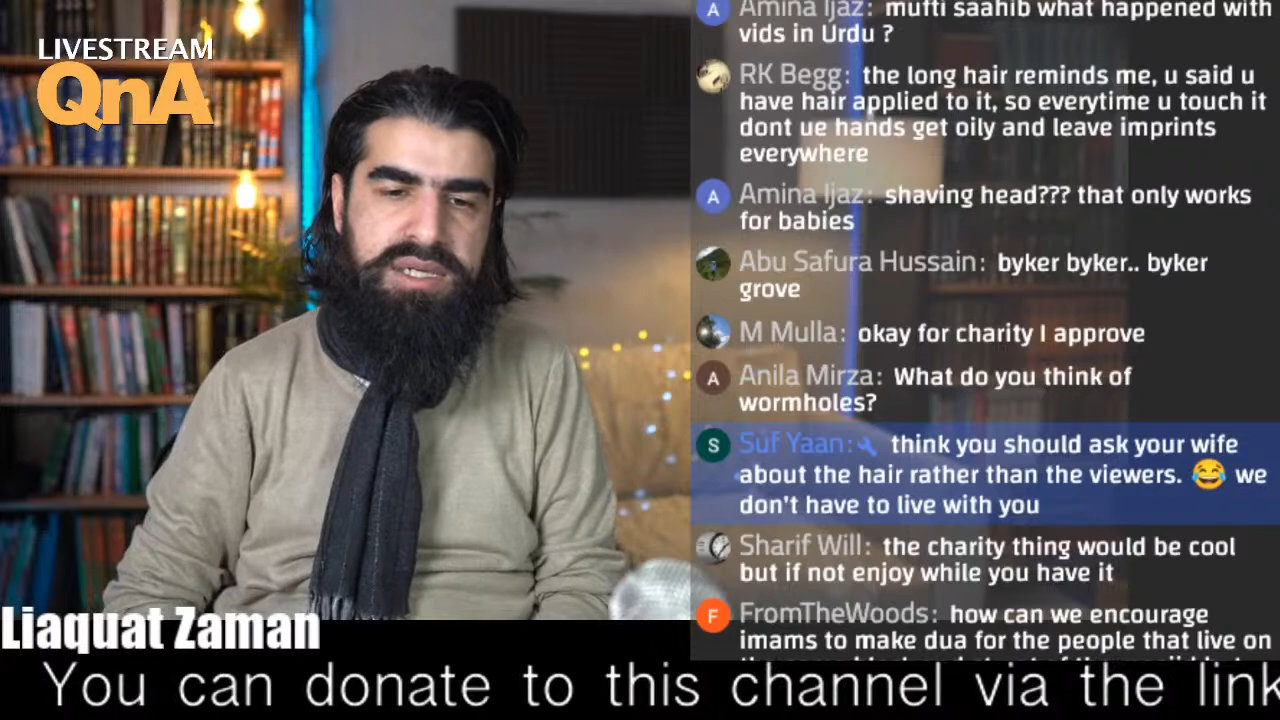 LIVESTREAM
QnA
Amina Ijaz: mufti saahib what happened with
vids in Urdu ?
RK Begg: the long hair reminds me, u said u
have hair applied to it, so everytime u touch it
dont ue hands get oily and leave imprints
everywhere
A
Amina Ijaz: shaving head??? that only works
for babies
Abu Safura Hussain: byker byker.. byker
grove
M Mulla: okay for charity I approve
A
Anila Mirza: What do you think of
wormholes?
S
Suf Yaan: think you should ask your wife
about the hair rather than the viewers. 😂 we
don't have to live with you
Sharif Will: the charity thing would be cool
but if not enjoy while you have it
F
FromTheWoods: how can we encourage
imams to make dua for the people that live on
Liaquat Zaman
You can donate to this channel via the link